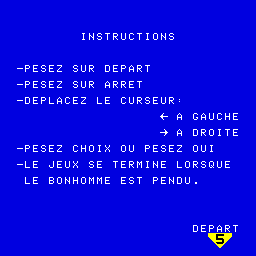 INSTRUCTIONS
-PESEZ SUR DEPART
-PESEZ SUR ARRET
-DEPLACEZ LE CURSEUR:
← A GAUCHE
→ A DROITE
-PESEZ CHOIX OU PESEZ OUI
-LE JEUX SE TERMINE LORSQUE
LE BONHOMME EST PENDU.
DEPART
5